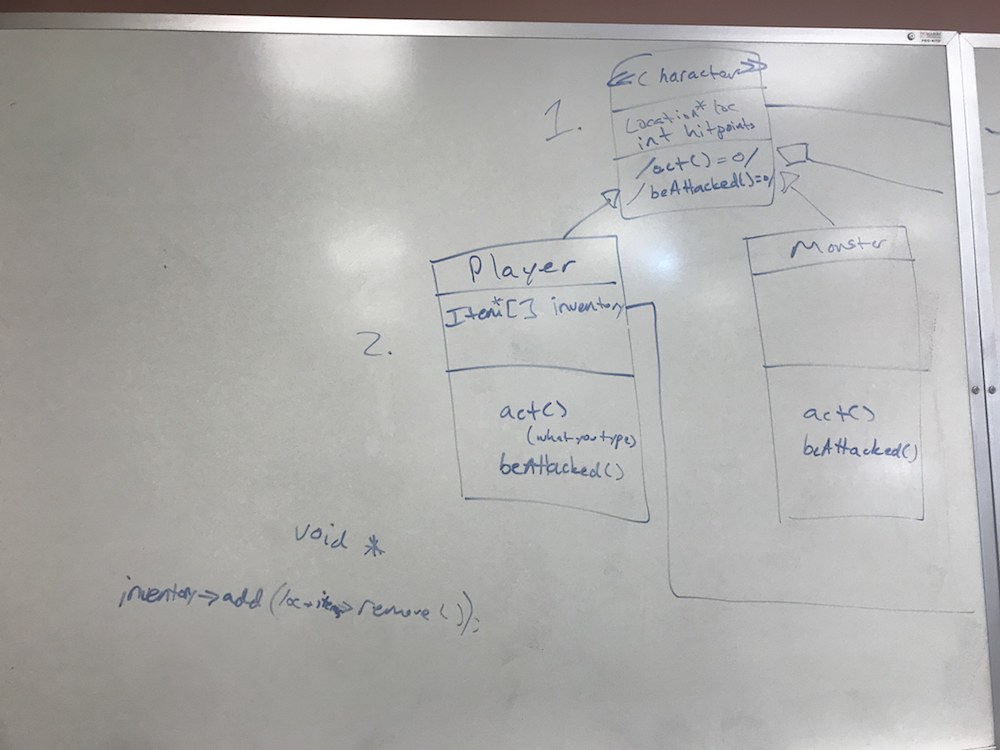 1.
<<Character>>
Location* loc
int hitpoints
/act()=0/
/beAttacked()=0/
Player
Item*[] inventory
2.
act()
(what you type)
beAttacked()
Monster
act()
beAttacked()
void *
inventory->add(loc->items->remove());